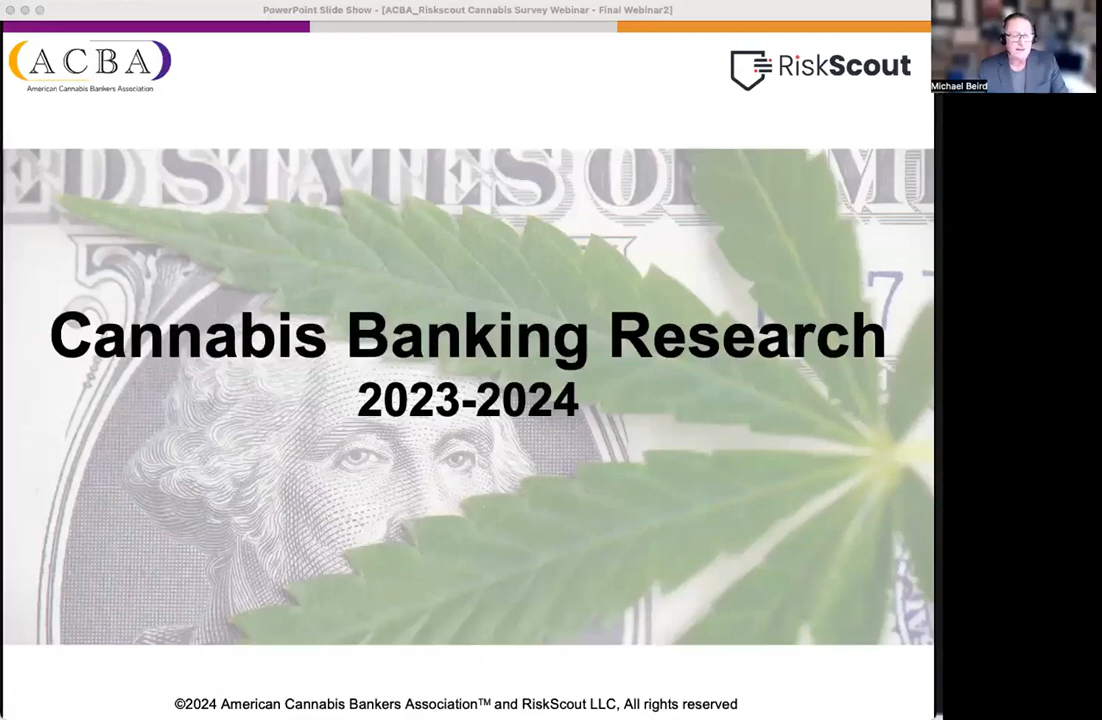 PowerPoint Slide Show - [ACBA_Riskscout Cannabis Survey Webinar - Final Webinar2]
ACBA
American Cannabis Bankers Association
RiskScout
Michael Beird
Cannabis Banking Research
2023-2024
©2024 American Cannabis Bankers Association™ and RiskScout LLC, All rights reserved